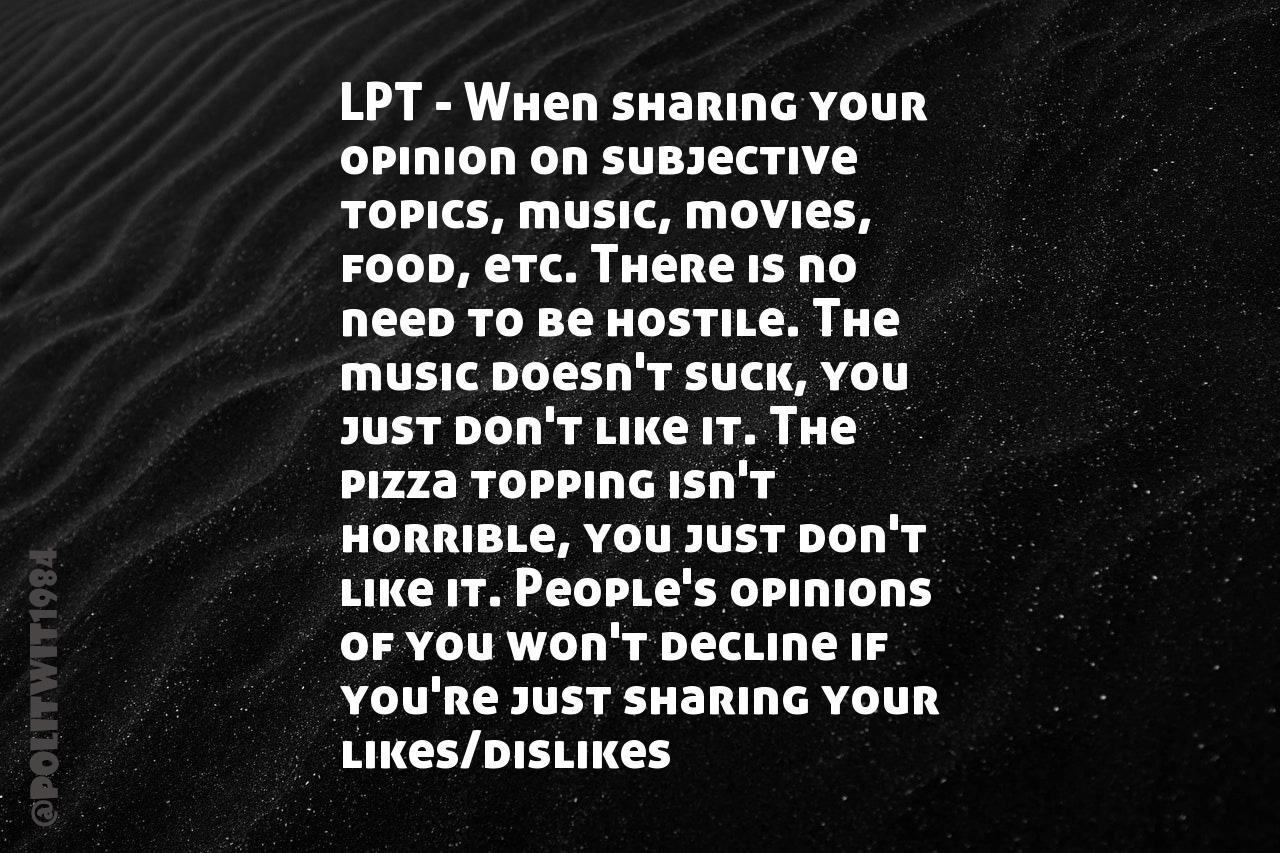 LPT - When sharing your
opinion on subjective
topics, music, movies,
food, etc. There is no
need to be hostile. The
music doesn't suck, you
just don't like it. The
pizza topping isn't
horrible, you just don't
like it. People's opinions
of you won't decline if
you're just sharing your
likes/dislikes
@POLITWIT1984